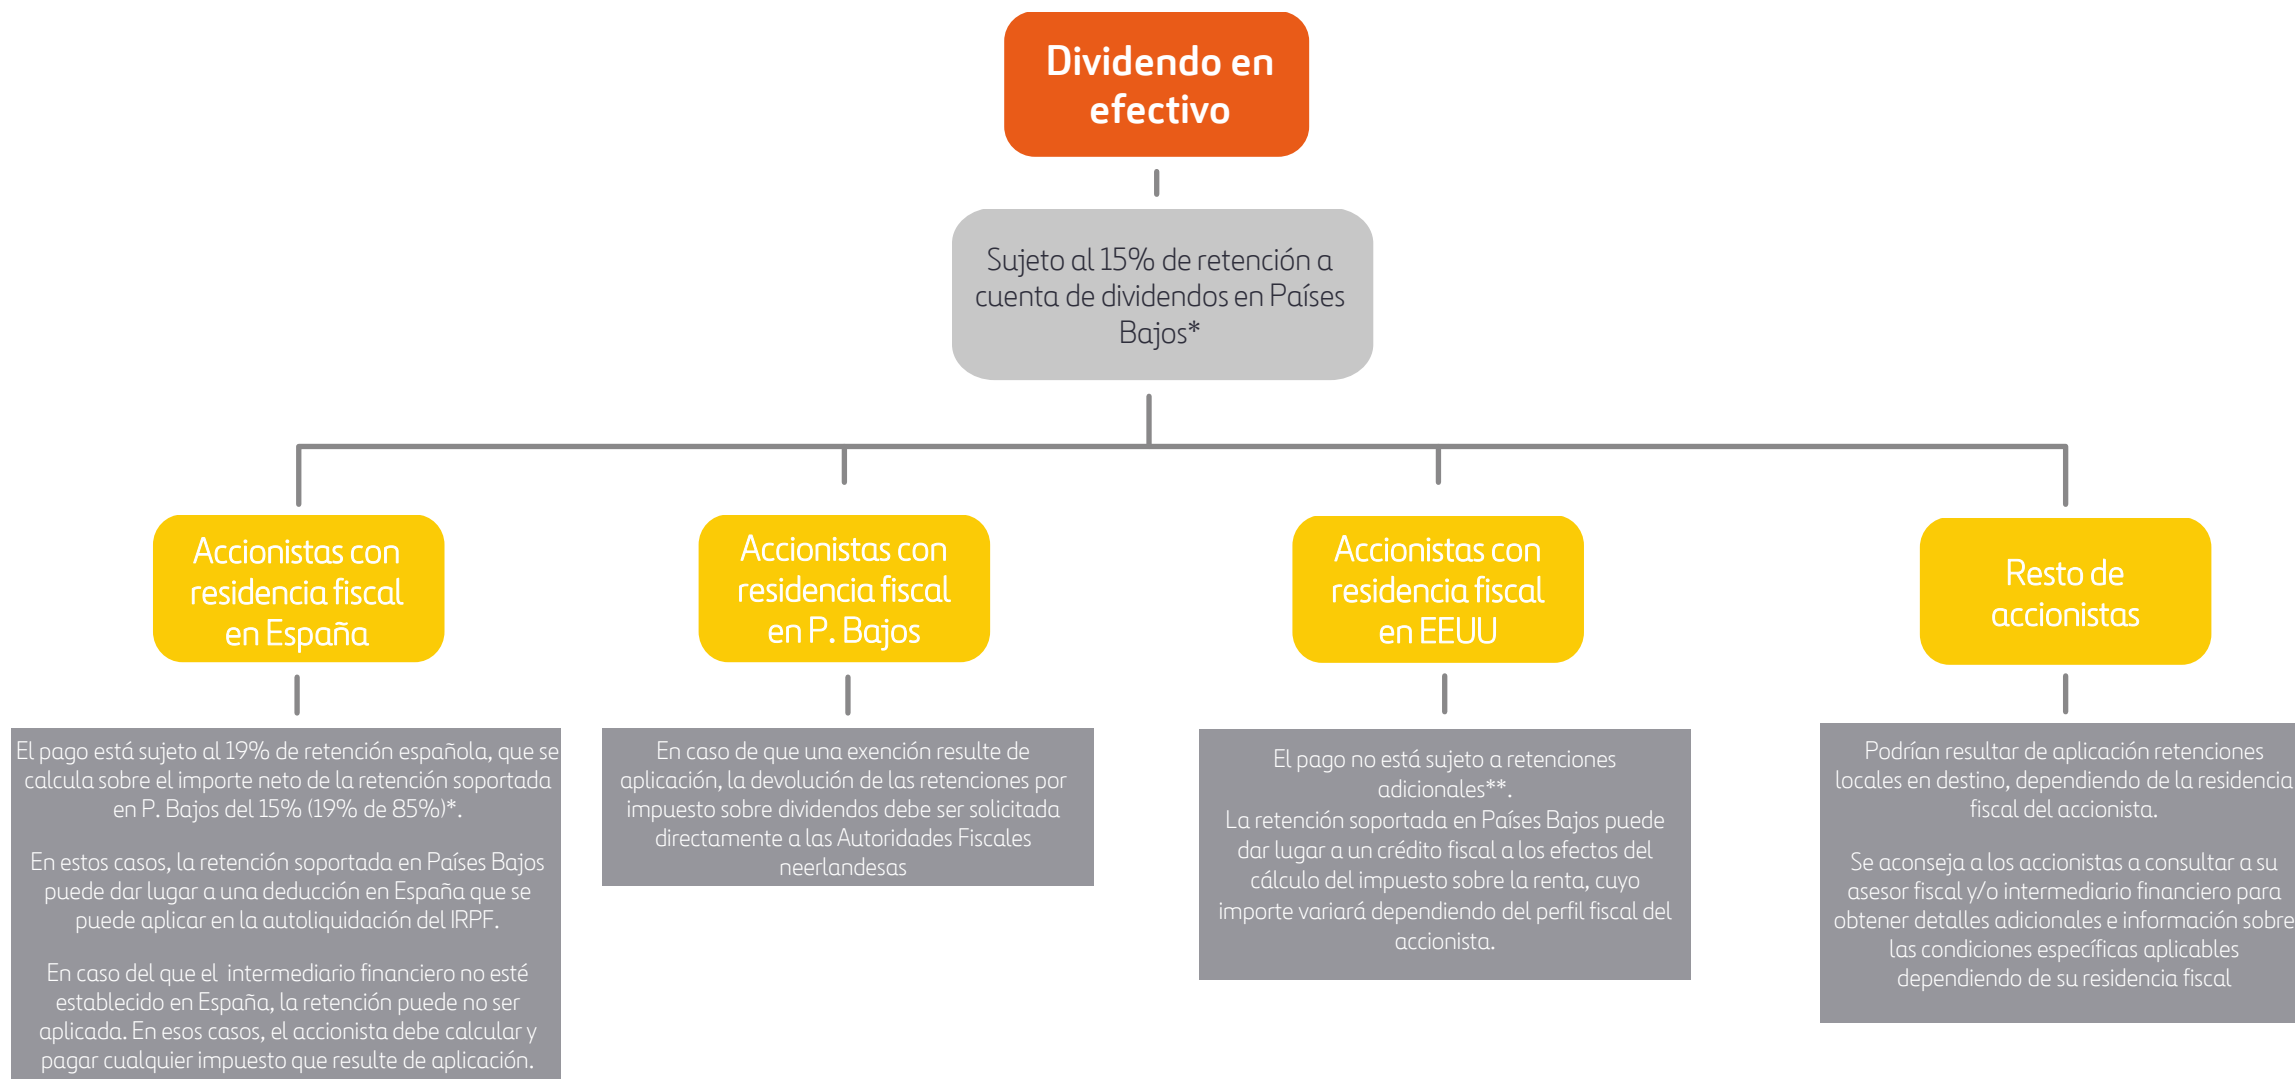 Dividendo en
efectivo
Sujeto al 15% de retención a
cuenta de dividendos en Países
Bajos*
Accionistas con
residencia fiscal
en España
Accionistas con
residencia fiscal
en P. Bajos
Accionistas con
residencia fiscal
en EEUU
Resto de
accionistas
El pago está sujeto al 19% de retención española, que se
calcula sobre el importe neto de la retención soportada
en P. Bajos del 15% (19% de 85%)*.
En estos casos, la retención soportada en Países Bajos
puede dar lugar a una deducción en España que se
puede aplicar en la autoliquidación del IRPF.
En caso del que el intermediario financiero no esté
establecido en España, la retención puede no ser
aplicada. En esos casos, el accionista debe calcular y
pagar cualquier impuesto que resulte de aplicación.
En caso de que una exención resulte de
aplicación, la devolución de las retenciones por
impuesto sobre dividendos debe ser solicitada
directamente a las Autoridades Fiscales
neerlandesas
El pago no está sujeto a retenciones
adicionales**.
La retención soportada en Países Bajos puede
dar lugar a un crédito fiscal a los efectos del
cálculo del impuesto sobre la renta, cuyo
importe variará dependiendo del perfil fiscal del
accionista.
Podrían resultar de aplicación retenciones
locales en destino, dependiendo de la residencia
fiscal del accionista.
Se aconseja a los accionistas a consultar a su
asesor fiscal y/o intermediario financiero para
obtener detalles adicionales e información sobre
las condiciones específicas aplicables
dependiendo de su residencia fiscal